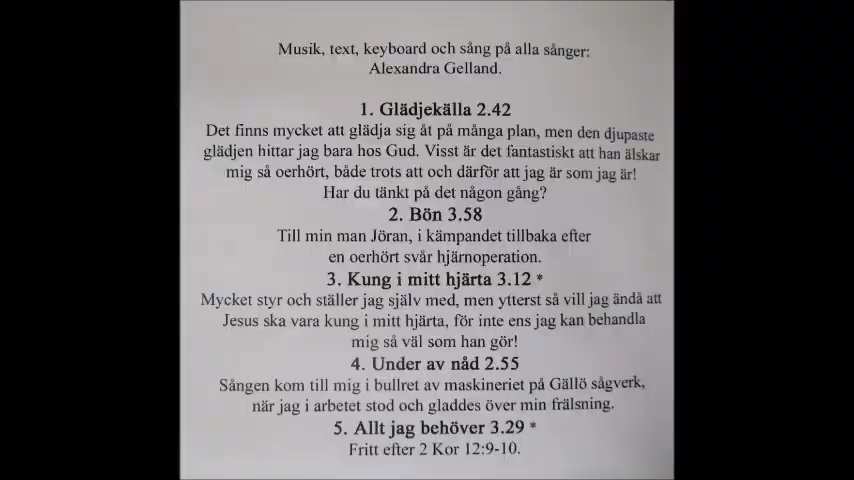 Musik, text, keyboard och sång på alla sånger:
Alexandra Gelland.
1. Glädjekälla 2.42
Det finns mycket att glädja sig åt på många plan, men den djupaste
glädjen hittar jag bara hos Gud. Visst är det fantastiskt att han älskar
mig så oerhört, både trots att och därför att jag är som jag är!
Har du tänkt på det någon gång?
2. Bön 3.58
Till min man Jöran, i kämpandet tillbaka efter
en oerhört svår hjärnoperation.
3. Kung i mitt hjärta 3.12 *
Mycket styr och ställer jag själv med, men ytterst så vill jag ändå att
Jesus ska vara kung i mitt hjärta, för inte ens jag kan behandla
mig så väl som han gör!
4. Under av nåd 2.55
Sången kom till mig i bullret av maskineriet på Gällö sågverk,
när jag i arbetet stod och gladdes över min frälsning.
5. Allt jag behöver 3.29 *
Fritt efter 2 Kor 12:9-10.